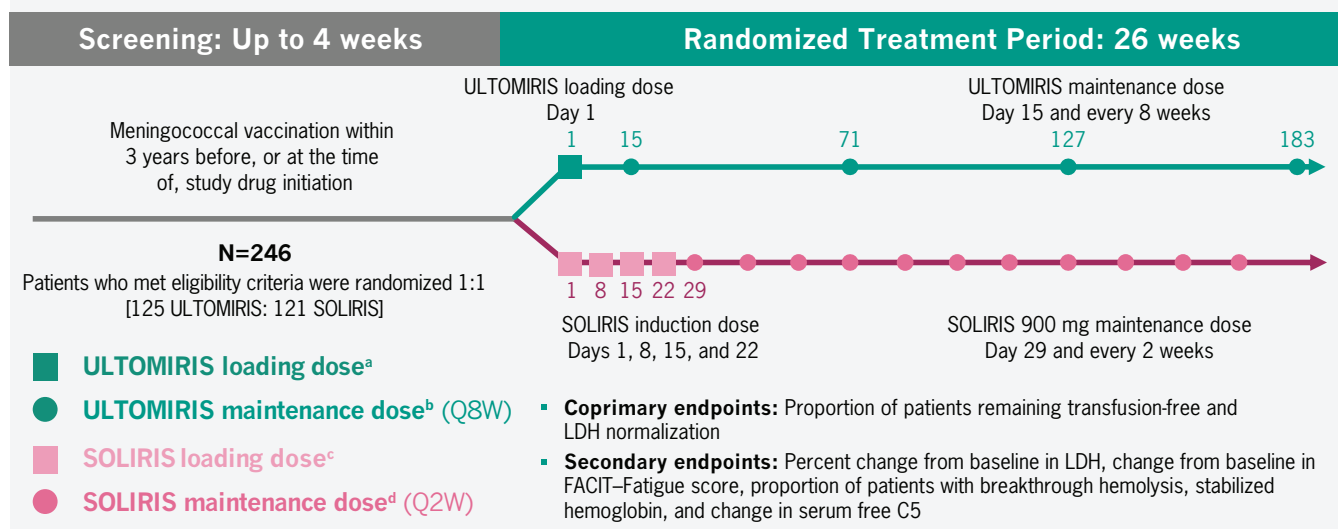 Screening: Up to 4 weeks
Randomized Treatment Period: 26 weeks
Meningococcal vaccination within
3 years before, or at the time
of, study drug initiation
N=246
Patients who met eligibility criteria were randomized 1:1
[125 ULTOMIRIS: 121 SOLIRIS]
ULTOMIRIS loading dose
Day 1
ULTOMIRIS maintenance dose
Day 15 and every 8 weeks
1 15 71 127 183
1 8 15 22 29
SOLIRIS induction dose
Days 1, 8, 15, and 22
SOLIRIS 900 mg maintenance dose
Day 29 and every 2 weeks
ULTOMIRIS loading doseᵃ
ULTOMIRIS maintenance doseᵇ (Q8W)
SOLIRIS loading doseᶜ
SOLIRIS maintenance doseᵈ (Q2W)
▪ Coprimary endpoints: Proportion of patients remaining transfusion-free and
LDH normalization
▪ Secondary endpoints: Percent change from baseline in LDH, change from baseline in
FACIT–Fatigue score, proportion of patients with breakthrough hemolysis, stabilized
hemoglobin, and change in serum free C5